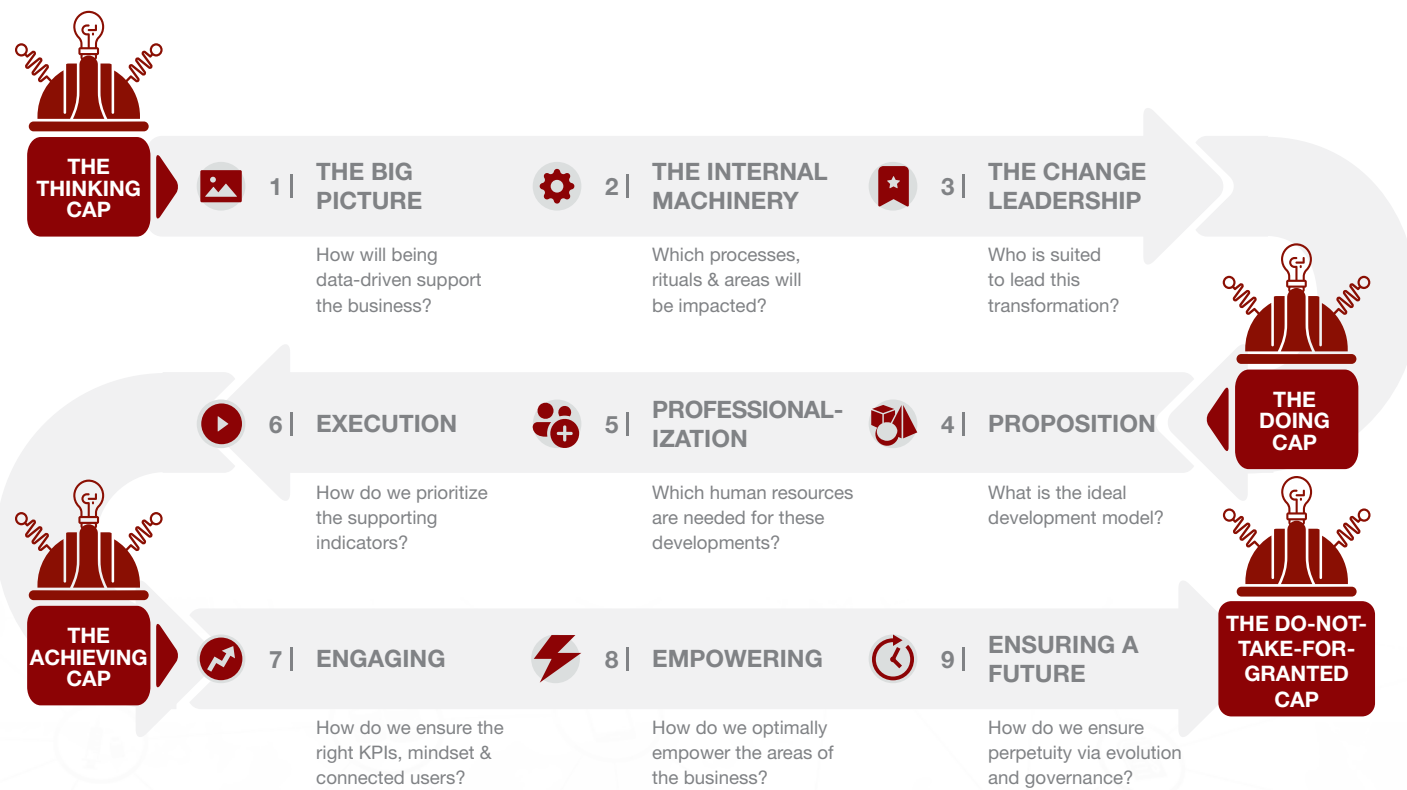 THE
THINKING
CAP
1 |
THE BIG
PICTURE
How will being
data-driven support
the business?
2 |
THE INTERNAL
MACHINERY
Which processes,
rituals & areas will
be impacted?
3 |
THE CHANGE
LEADERSHIP
Who is suited
to lead this
transformation?
THE
DOING
CAP
4 |
PROPOSITION
What is the ideal
development model?
5 |
PROFESSIONAL-
IZATION
Which human resources
are needed for these
developments?
6 |
EXECUTION
How do we prioritize
the supporting
indicators?
THE
ACHIEVING
CAP
7 |
ENGAGING
How do we ensure the
right KPIs, mindset &
connected users?
8 |
EMPOWERING
How do we optimally
empower the areas of
the business?
9 |
ENSURING A
FUTURE
How do we ensure
perpetuity via evolution
and governance?
THE DO-NOT-
TAKE-FOR-
GRANTED
CAP